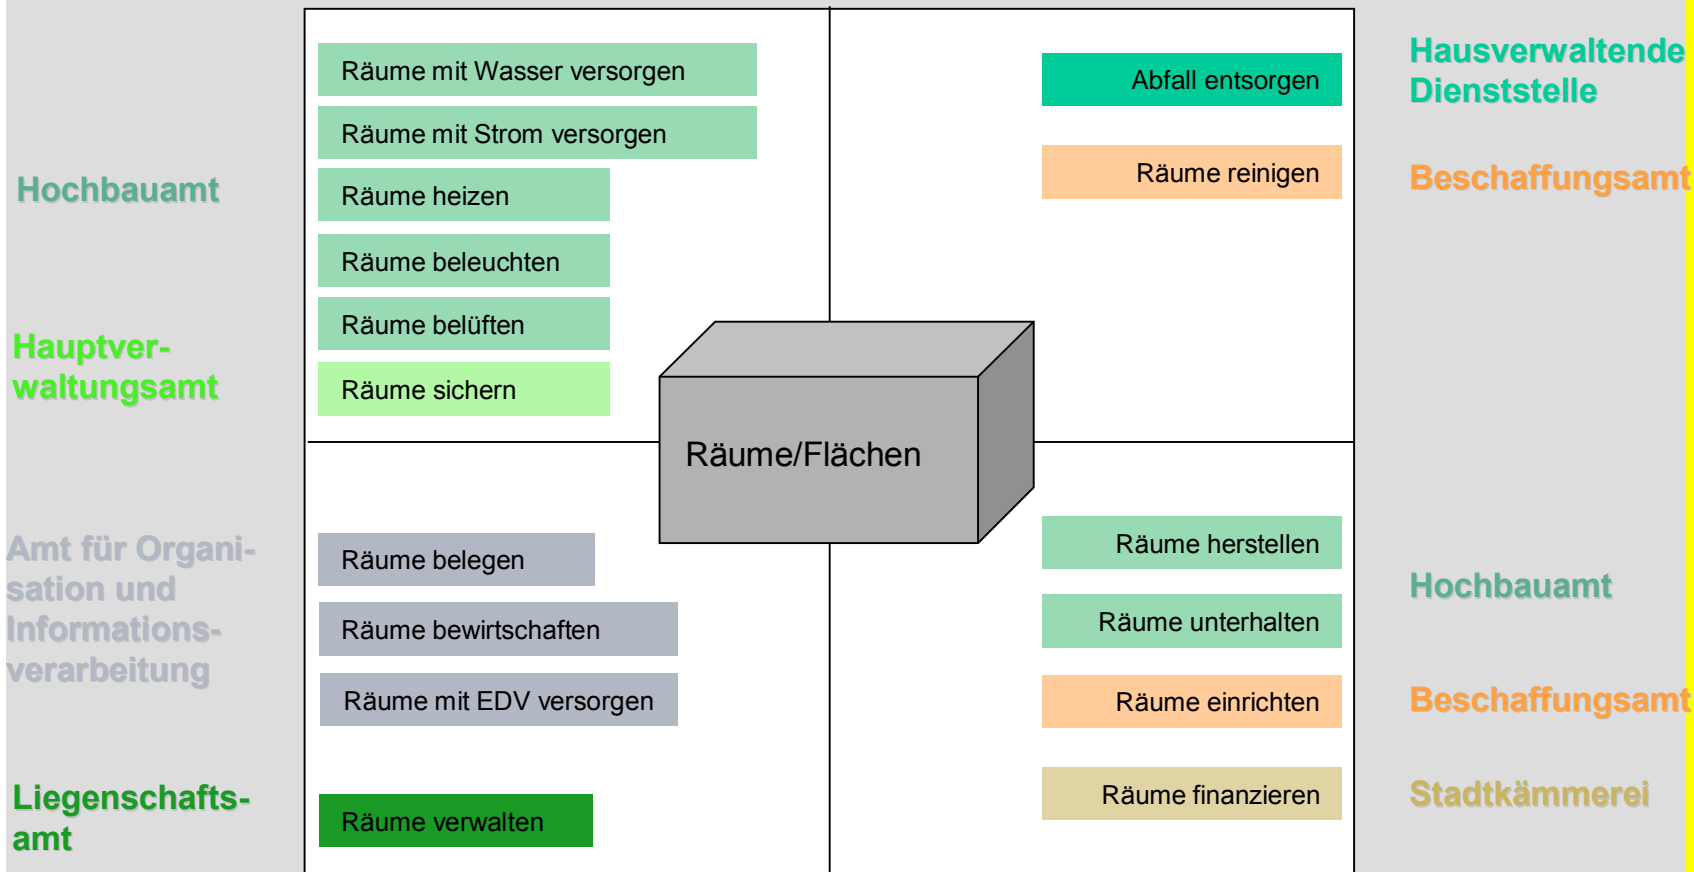 Hochbauamt
Hauptver-
waltungsamt
Amt für Organi-
sation und
Informations-
verarbeitung
Liegenschafts-
amt
Räume mit Wasser versorgen
Räume mit Strom versorgen
Räume heizen
Räume beleuchten
Räume belüften
Räume sichern
Räume belegen
Räume bewirtschaften
Räume mit EDV versorgen
Räume verwalten
Räume/Flächen
Abfall entsorgen
Räume reinigen
Räume herstellen
Räume unterhalten
Räume einrichten
Räume finanzieren
Hausverwaltende
Dienststelle
Beschaffungsamt
Hochbauamt
Beschaffungsamt
Stadtkämmerei